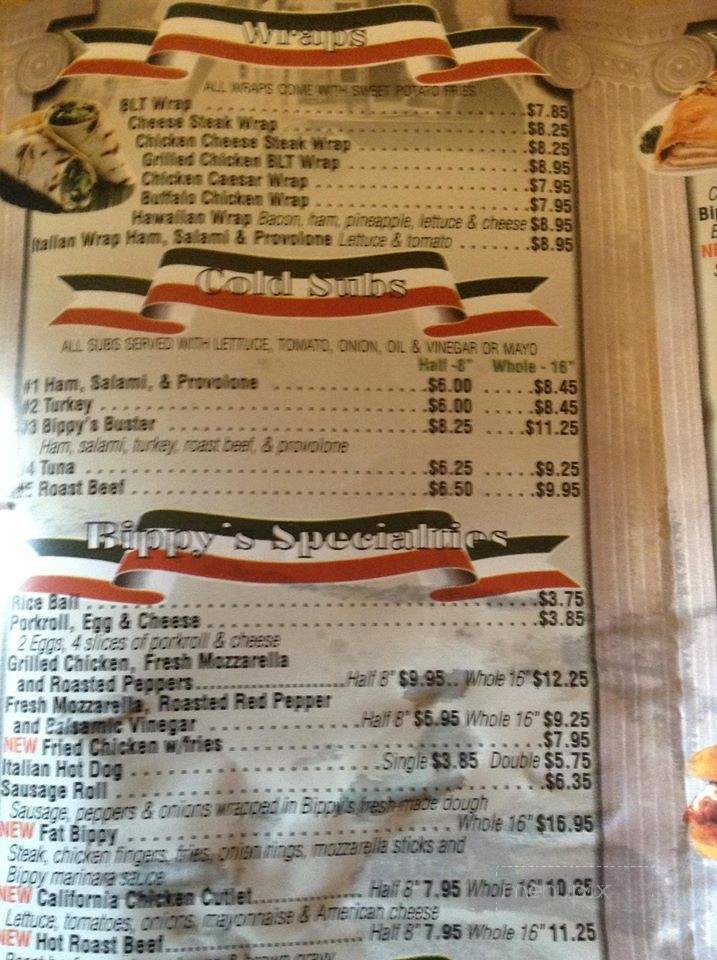 Wraps
ALL WRAPS COME WITH SWEET POTATO FRIES
BLT Wrap $7.85
Cheese Steak Wrap $8.25
Chicken Cheese Steak Wrap $8.25
Grilled Chicken BLT Wrap $8.95
Chicken Caesar Wrap $7.95
Buffalo Chicken Wrap $7.95
Hawaiian Wrap Bacon, ham, pineapple, lettuce & cheese $8.95
Italian Wrap Ham, Salami & Provolone Lettuce & tomato $8.95
Cold Subs
ALL SUBS SERVED WITH LETTUCE, TOMATO, ONION, OIL & VINEGAR OR MAYO
Half -8" Whole - 16"
#1 Ham, Salami, & Provolone $6.00 $8.45
#2 Turkey $6.00 $8.45
#3 Bippy's Buster $8.25 $11.25
Ham, salami, turkey, roast beef, & provolone
#4 Tuna $6.25 $9.25
#5 Roast Beef $6.50 $9.95
Bippy's Specialties
Rice Ball $3.75
Porkroll, Egg & Cheese $3.85
2 Eggs, 4 slices of porkroll & cheese
Grilled Chicken, Fresh Mozzarella
and Roasted Peppers Half 8" $9.95 Whole 16" $12.25
Fresh Mozzarella, Roasted Red Pepper
and Balsamic Vinegar Half 8" $6.95 Whole 16" $9.25
NEW Fried Chicken w/fries $7.95
Italian Hot Dog Single $3.85 Double $5.75
Sausage Roll $6.35
Sausage, peppers & onions wrapped in Bippy's fresh made dough
NEW Fat Bippy Whole 16" $16.95
Steak, chicken fingers, fries, onion rings, mozzarella sticks and
Bippy marinara sauce
NEW California Chicken Cutlet Half 8" 7.95 Whole 16" 10.25
Lettuce, tomatoes, onions, mayonnaise & American cheese
NEW Hot Roast Beef Half 8" 7.95 Whole 16" 11.25